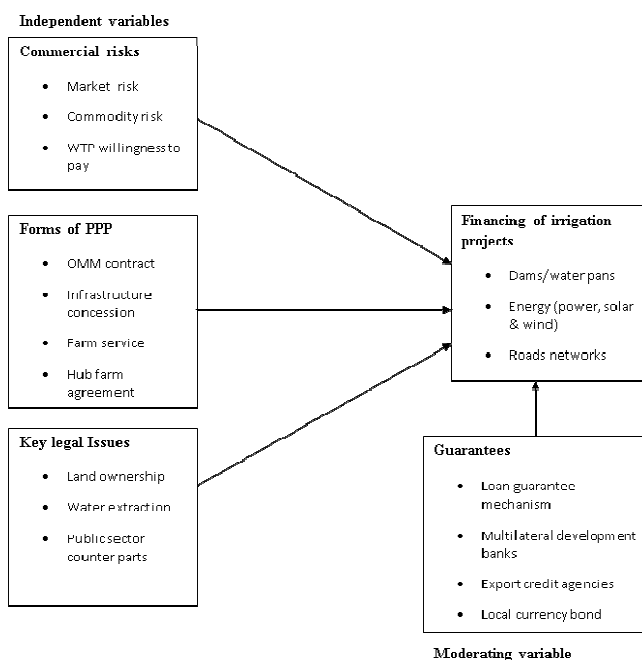 Independent variables
Commercial risks
• Market risk
• Commodity risk
• WTP willingness to
pay
Forms of PPP
• OMM contract
• Infrastructure
concession
• Farm service
• Hub farm
agreement
Key legal Issues
• Land ownership
• Water extraction
• Public sector
counter parts
Financing of irrigation
projects
• Dams/water pans
• Energy (power, solar
& wind)
• Roads networks
Guarantees
• Loan guarantee
mechanism
• Multilateral development
banks
• Export credit agencies
• Local currency bond
Moderating variable